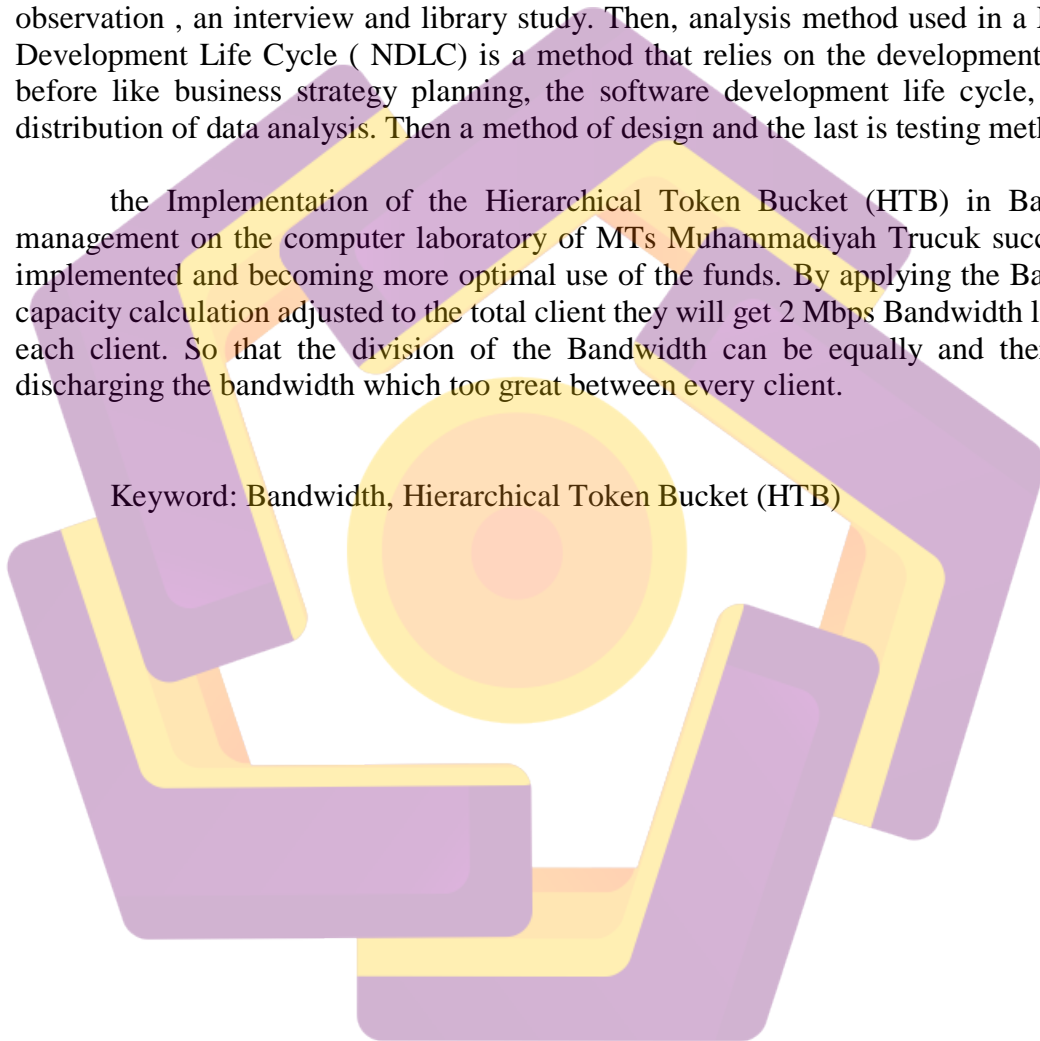 observation , an interview and library study. Then, analysis method used in a
Development Life Cycle ( NDLC) is a method that relies on the development
before like business strategy planning, the software development life cycle,
distribution of data analysis. Then a method of design and the last is testing
the Implementation of the Hierarchical Token Bucket (HTB) in
management on the computer laboratory of MTs Muhammadiyah Trucuk
implemented and becoming more optimal use of the funds. By applying the
capacity calculation adjusted to the total client they will get 2 Mbps Bandwidth
each client. So that the division of the Bandwidth can be equally and
discharging the bandwidth which too great between every client.
Keyword: Bandwidth, Hierarchical Token Bucket (HTB)